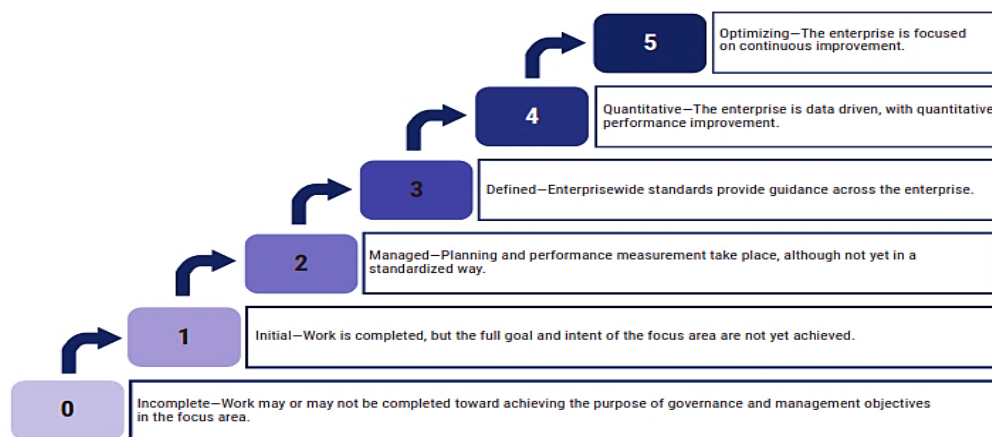 5
Optimizing—The enterprise is focused
on continuous improvement.
4
Quantitative—The enterprise is data driven, with quantitative
performance improvement.
3
Defined—Enterprisewide standards provide guidance across the enterprise.
2
Managed—Planning and performance measurement take place, although not yet in a
standardized way.
1
Initial—Work is completed, but the full goal and intent of the focus area are not yet achieved.
0
Incomplete—Work may or may not be completed toward achieving the purpose of governance and management objectives
in the focus area.